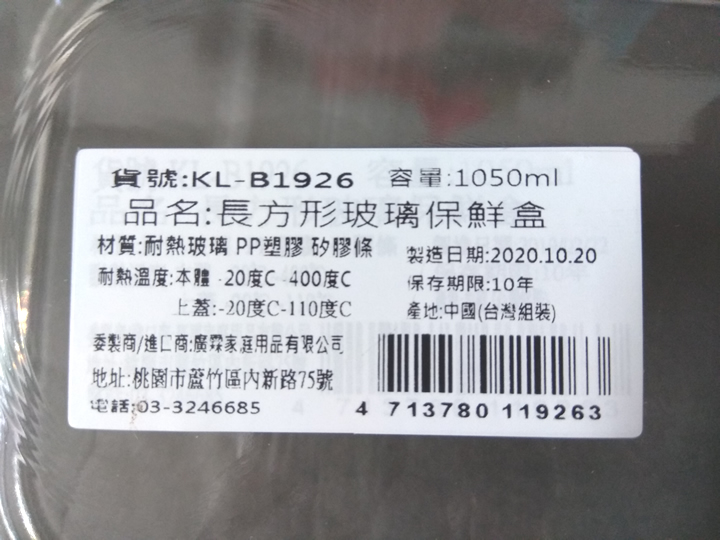 貨號:KL-B1926 容量:1050ml
品名:長方形玻璃保鮮盒
材質:耐熱玻璃 PP塑膠 矽膠條
製造日期:2020.10.20
耐熱溫度:本體 -20度C -400度C
保存期限:10年
上蓋:-20度C-110度C
產地:中國(台灣組裝)
委製商/進口商:廣霖家庭用品有限公司
地址:桃園市蘆竹區內新路75號
電話:03-3246685
4 713780 119263